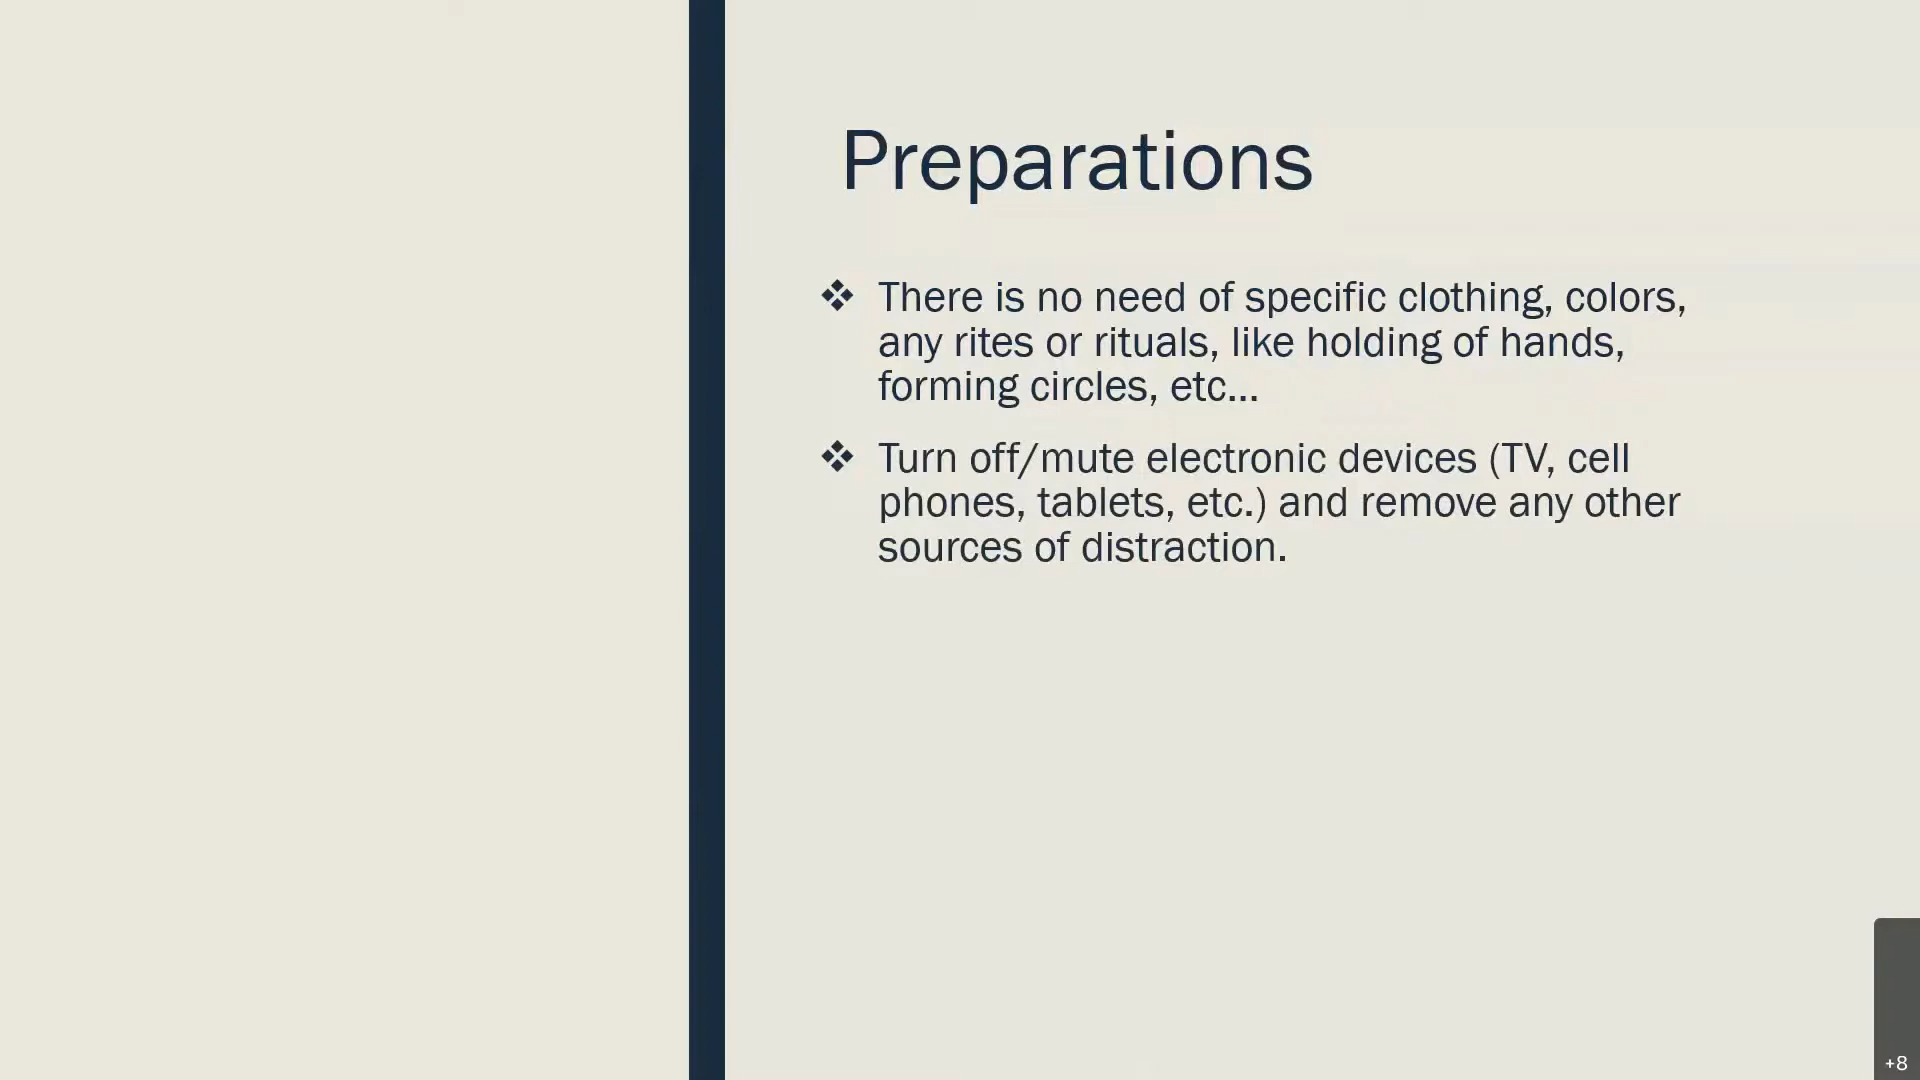 Preparations
❖ There is no need of specific clothing, colors,
any rites or rituals, like holding of hands,
forming circles, etc...
❖ Turn off/mute electronic devices (TV, cell
phones, tablets, etc.) and remove any other
sources of distraction.
+8